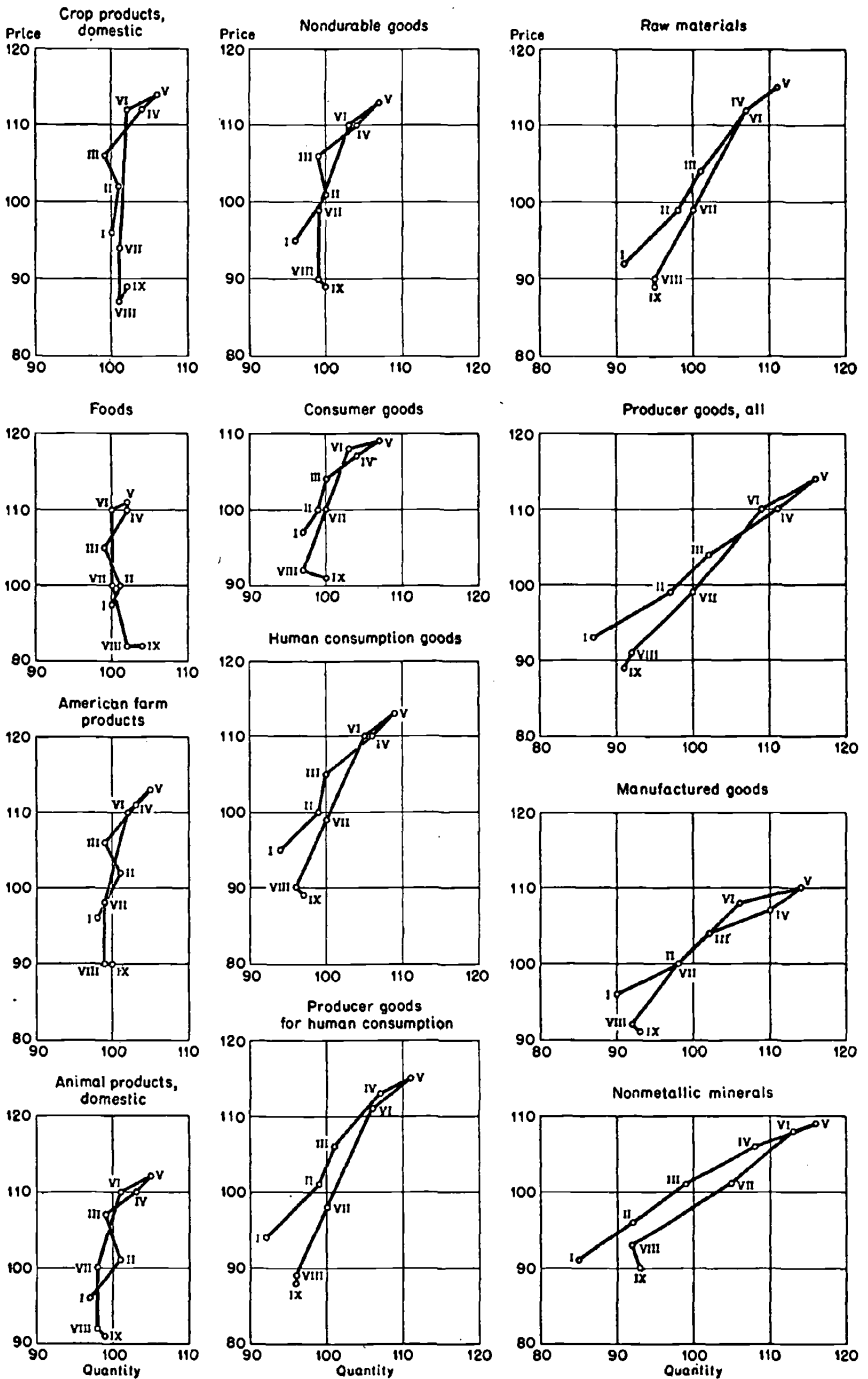 Crop products,
domestic
Price
120
110
100
90
80
90
100
110
I
II
III
IV
V
VI
VII
VIII
IX
Foods
120
110
100
90
80
90
100
110
I
II
III
IV
V
VI
VII
VIII
IX
American farm
products
120
110
100
90
80
90
100
110
I
II
III
IV
V
VI
VII
VIII
IX
Animal products,
domestic
120
110
100
90
80
90
100
110
Quantity
I
II
III
IV
V
VI
VII
VIII
IX
Nondurable goods
Price
120
110
100
90
80
90
100
110
120
I
II
III
IV
V
VI
VII
VIII
IX
Consumer goods
110
100
90
90
100
110
120
I
II
III
IV
V
VI
VII
VIII
IX
Human consumption goods
120
110
100
90
80
90
100
110
120
I
II
III
IV
V
VI
VII
VIII
IX
Producer goods
for human consumption
120
110
100
90
80
90
100
110
120
Quantity
I
II
III
IV
V
VI
VII
VIII
IX
Raw materials
Price
120
110
100
90
80
80
90
100
110
120
I
II
III
IV
V
VI
VII
VIII
IX
Producer goods, all
120
110
100
90
80
80
90
100
110
120
I
II
III
IV
V
VI
VII
VIII
IX
Manufactured goods
120
110
100
90
80
90
100
110
120
I
II
III
IV
V
VI
VII
VIII
IX
Nonmetallic minerals
110
100
90
80
80
90
100
110
120
Quantity
I
II
III
IV
V
VI
VII
VIII
IX